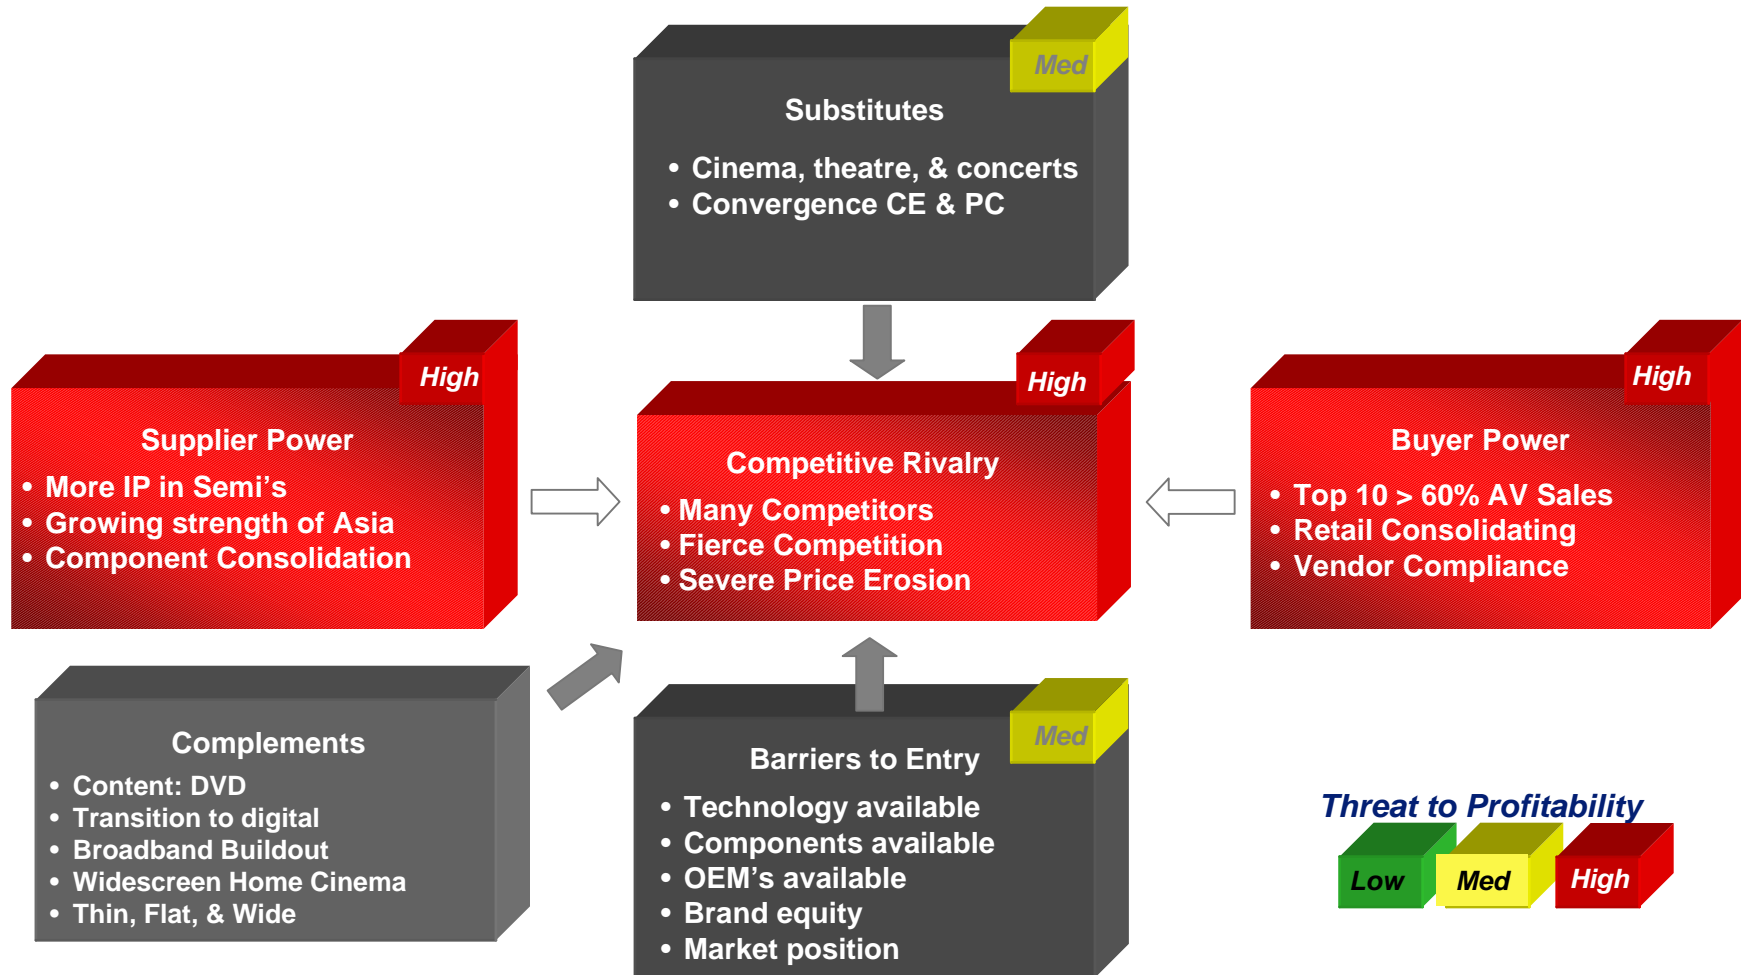 Med
Substitutes
• Cinema, theatre, & concerts
• Convergence CE & PC
High
Supplier Power
• More IP in Semi’s
• Growing strength of Asia
• Component Consolidation
High
Competitive Rivalry
• Many Competitors
• Fierce Competition
• Severe Price Erosion
High
Buyer Power
• Top 10 > 60% AV Sales
• Retail Consolidating
• Vendor Compliance
Complements
• Content: DVD
• Transition to digital
• Broadband Buildout
• Widescreen Home Cinema
• Thin, Flat, & Wide
Med
Barriers to Entry
• Technology available
• Components available
• OEM’s available
• Brand equity
• Market position
Threat to Profitability
Low Med High